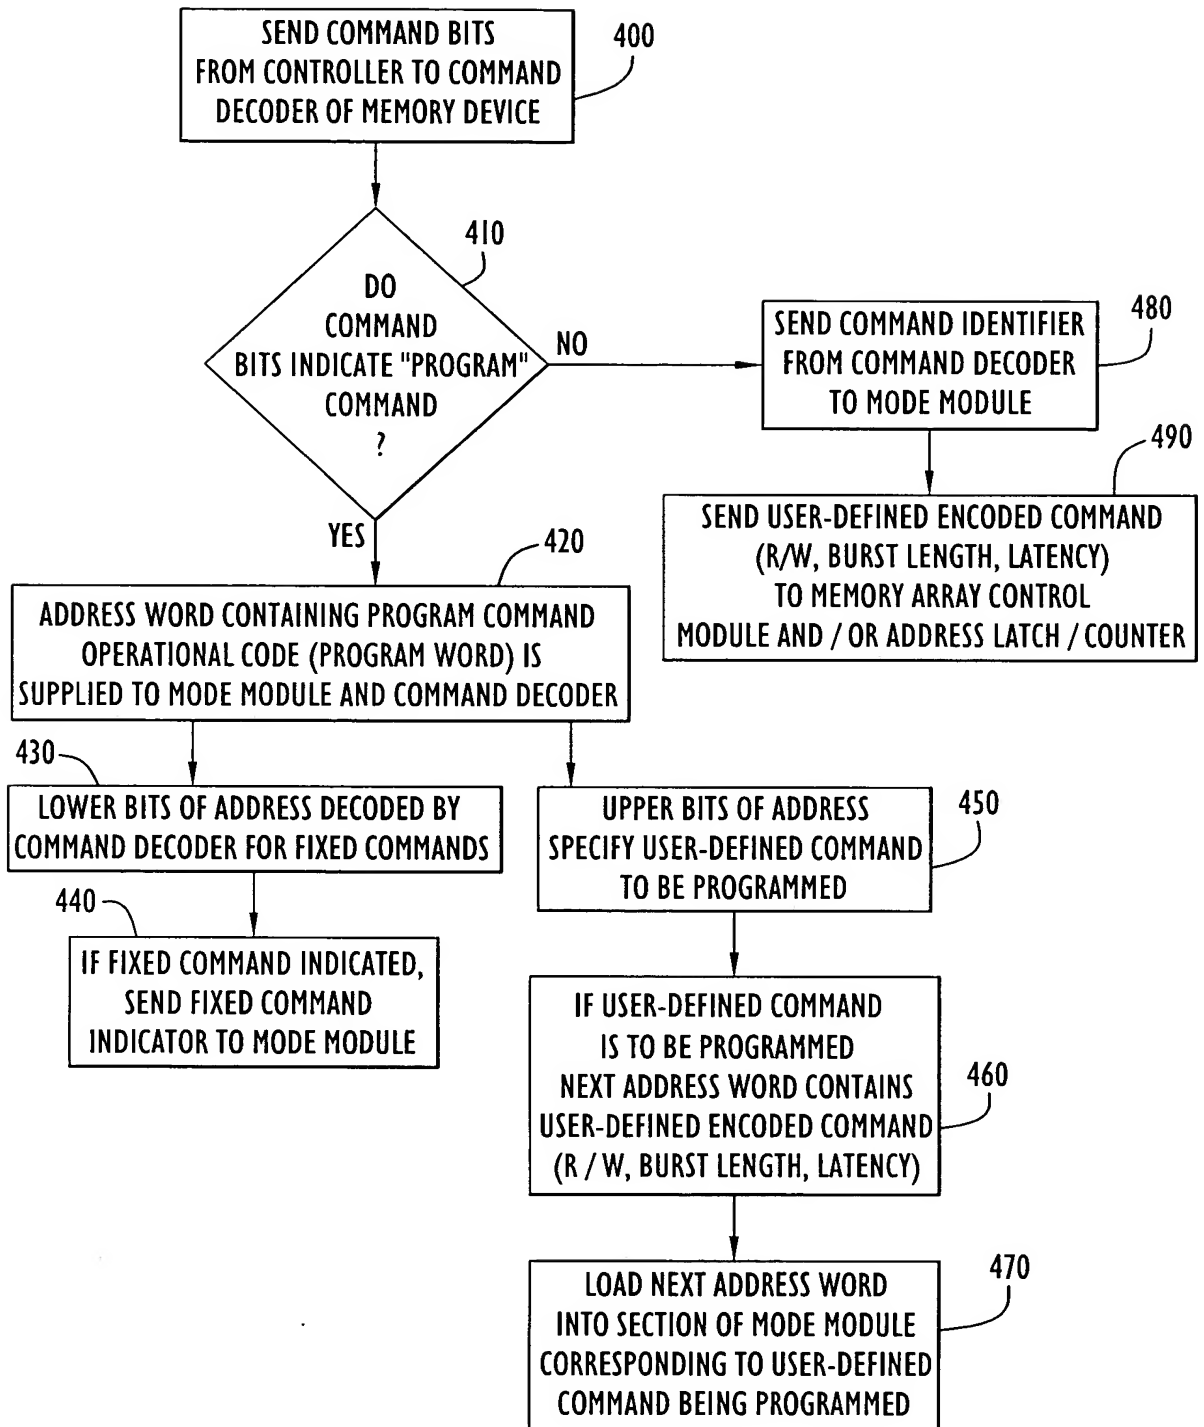 SEND COMMAND BITS
FROM CONTROLLER TO COMMAND
DECODER OF MEMORY DEVICE
400
410
DO
COMMAND
BITS INDICATE "PROGRAM"
COMMAND
?
NO
YES
SEND COMMAND IDENTIFIER
FROM COMMAND DECODER
TO MODE MODULE
480
490
SEND USER-DEFINED ENCODED COMMAND
(R/W, BURST LENGTH, LATENCY)
TO MEMORY ARRAY CONTROL
MODULE AND / OR ADDRESS LATCH / COUNTER
420
ADDRESS WORD CONTAINING PROGRAM COMMAND
OPERATIONAL CODE (PROGRAM WORD) IS
SUPPLIED TO MODE MODULE AND COMMAND DECODER
430
LOWER BITS OF ADDRESS DECODED BY
COMMAND DECODER FOR FIXED COMMANDS
440
IF FIXED COMMAND INDICATED,
SEND FIXED COMMAND
INDICATOR TO MODE MODULE
UPPER BITS OF ADDRESS
SPECIFY USER-DEFINED COMMAND
TO BE PROGRAMMED
450
IF USER-DEFINED COMMAND
IS TO BE PROGRAMMED
NEXT ADDRESS WORD CONTAINS
USER-DEFINED ENCODED COMMAND
(R / W, BURST LENGTH, LATENCY)
460
LOAD NEXT ADDRESS WORD
INTO SECTION OF MODE MODULE
CORRESPONDING TO USER-DEFINED
COMMAND BEING PROGRAMMED
470